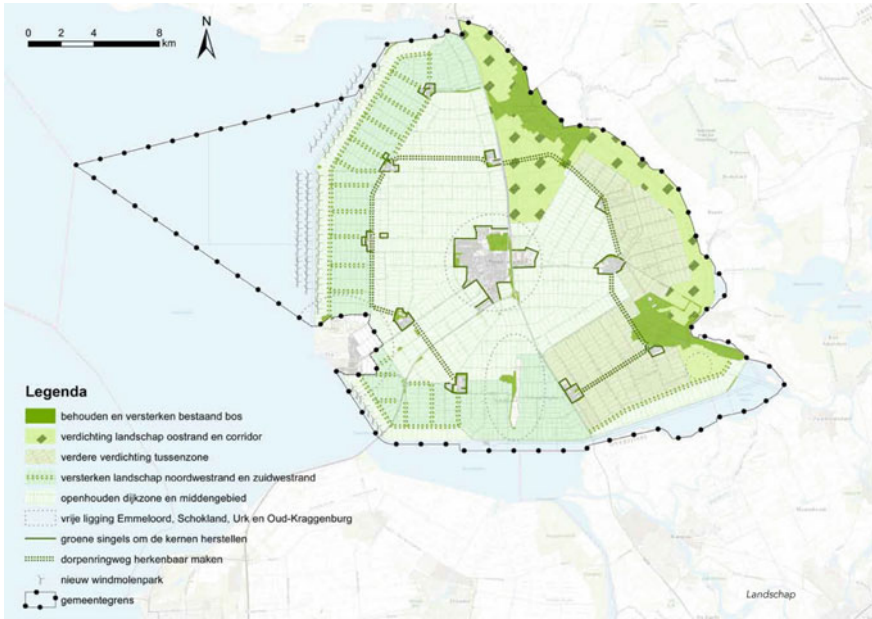 N
0 2 4 8
km
Legenda
behouden en versterken bestaand bos
verdichting landschap oostrand en corridor
verdere verdichting tussenzone
versterken landschap noordwestrand en zuidwestrand
openhouden dijkzone en middengebied
vrije ligging Emmeloord, Schokland, Urk en Oud-Kraggenburg
groene singels om de kernen herstellen
dorpenringweg herkenbaar maken
nieuw windmolenpark
gemeentegrens
Landschap